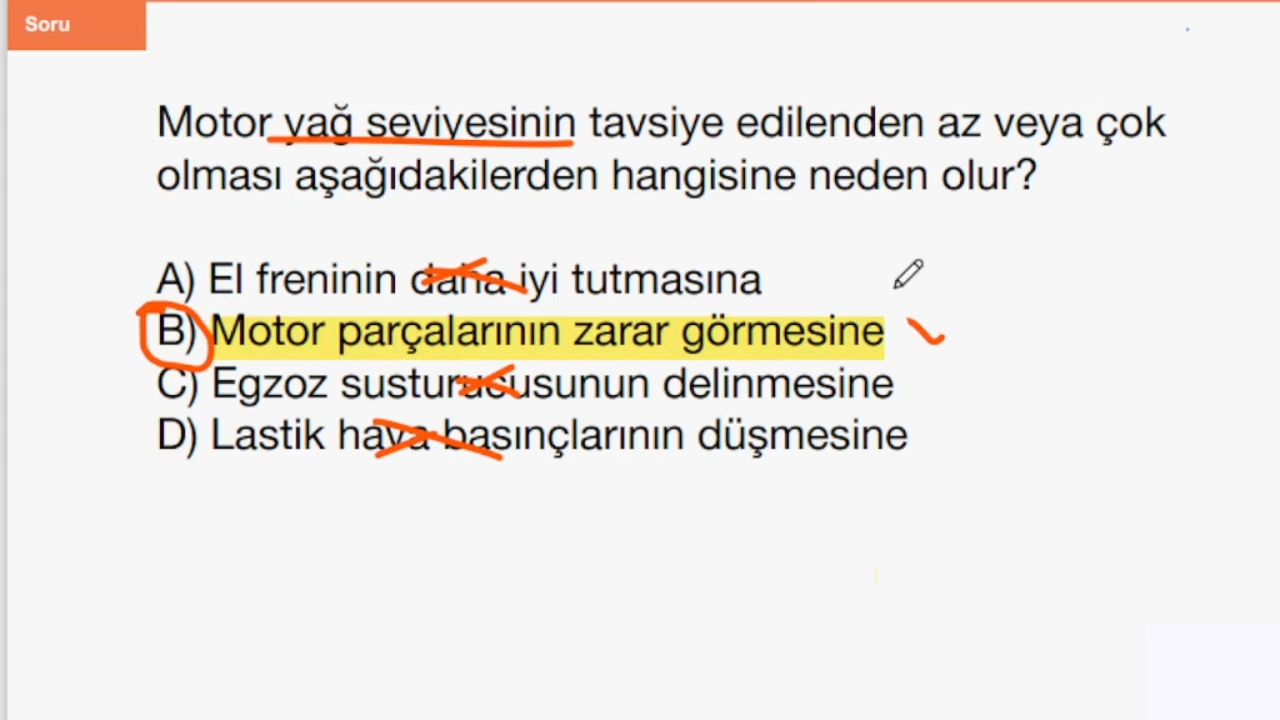 Soru
Motor yağ seviyesinin tavsiye edilenden az veya çok
olması aşağıdakilerden hangisine neden olur?
A) El freninin daha iyi tutmasına
B) Motor parçalarının zarar görmesine
C) Egzoz susturucusunun delinmesine
D) Lastik hava basınçlarının düşmesine